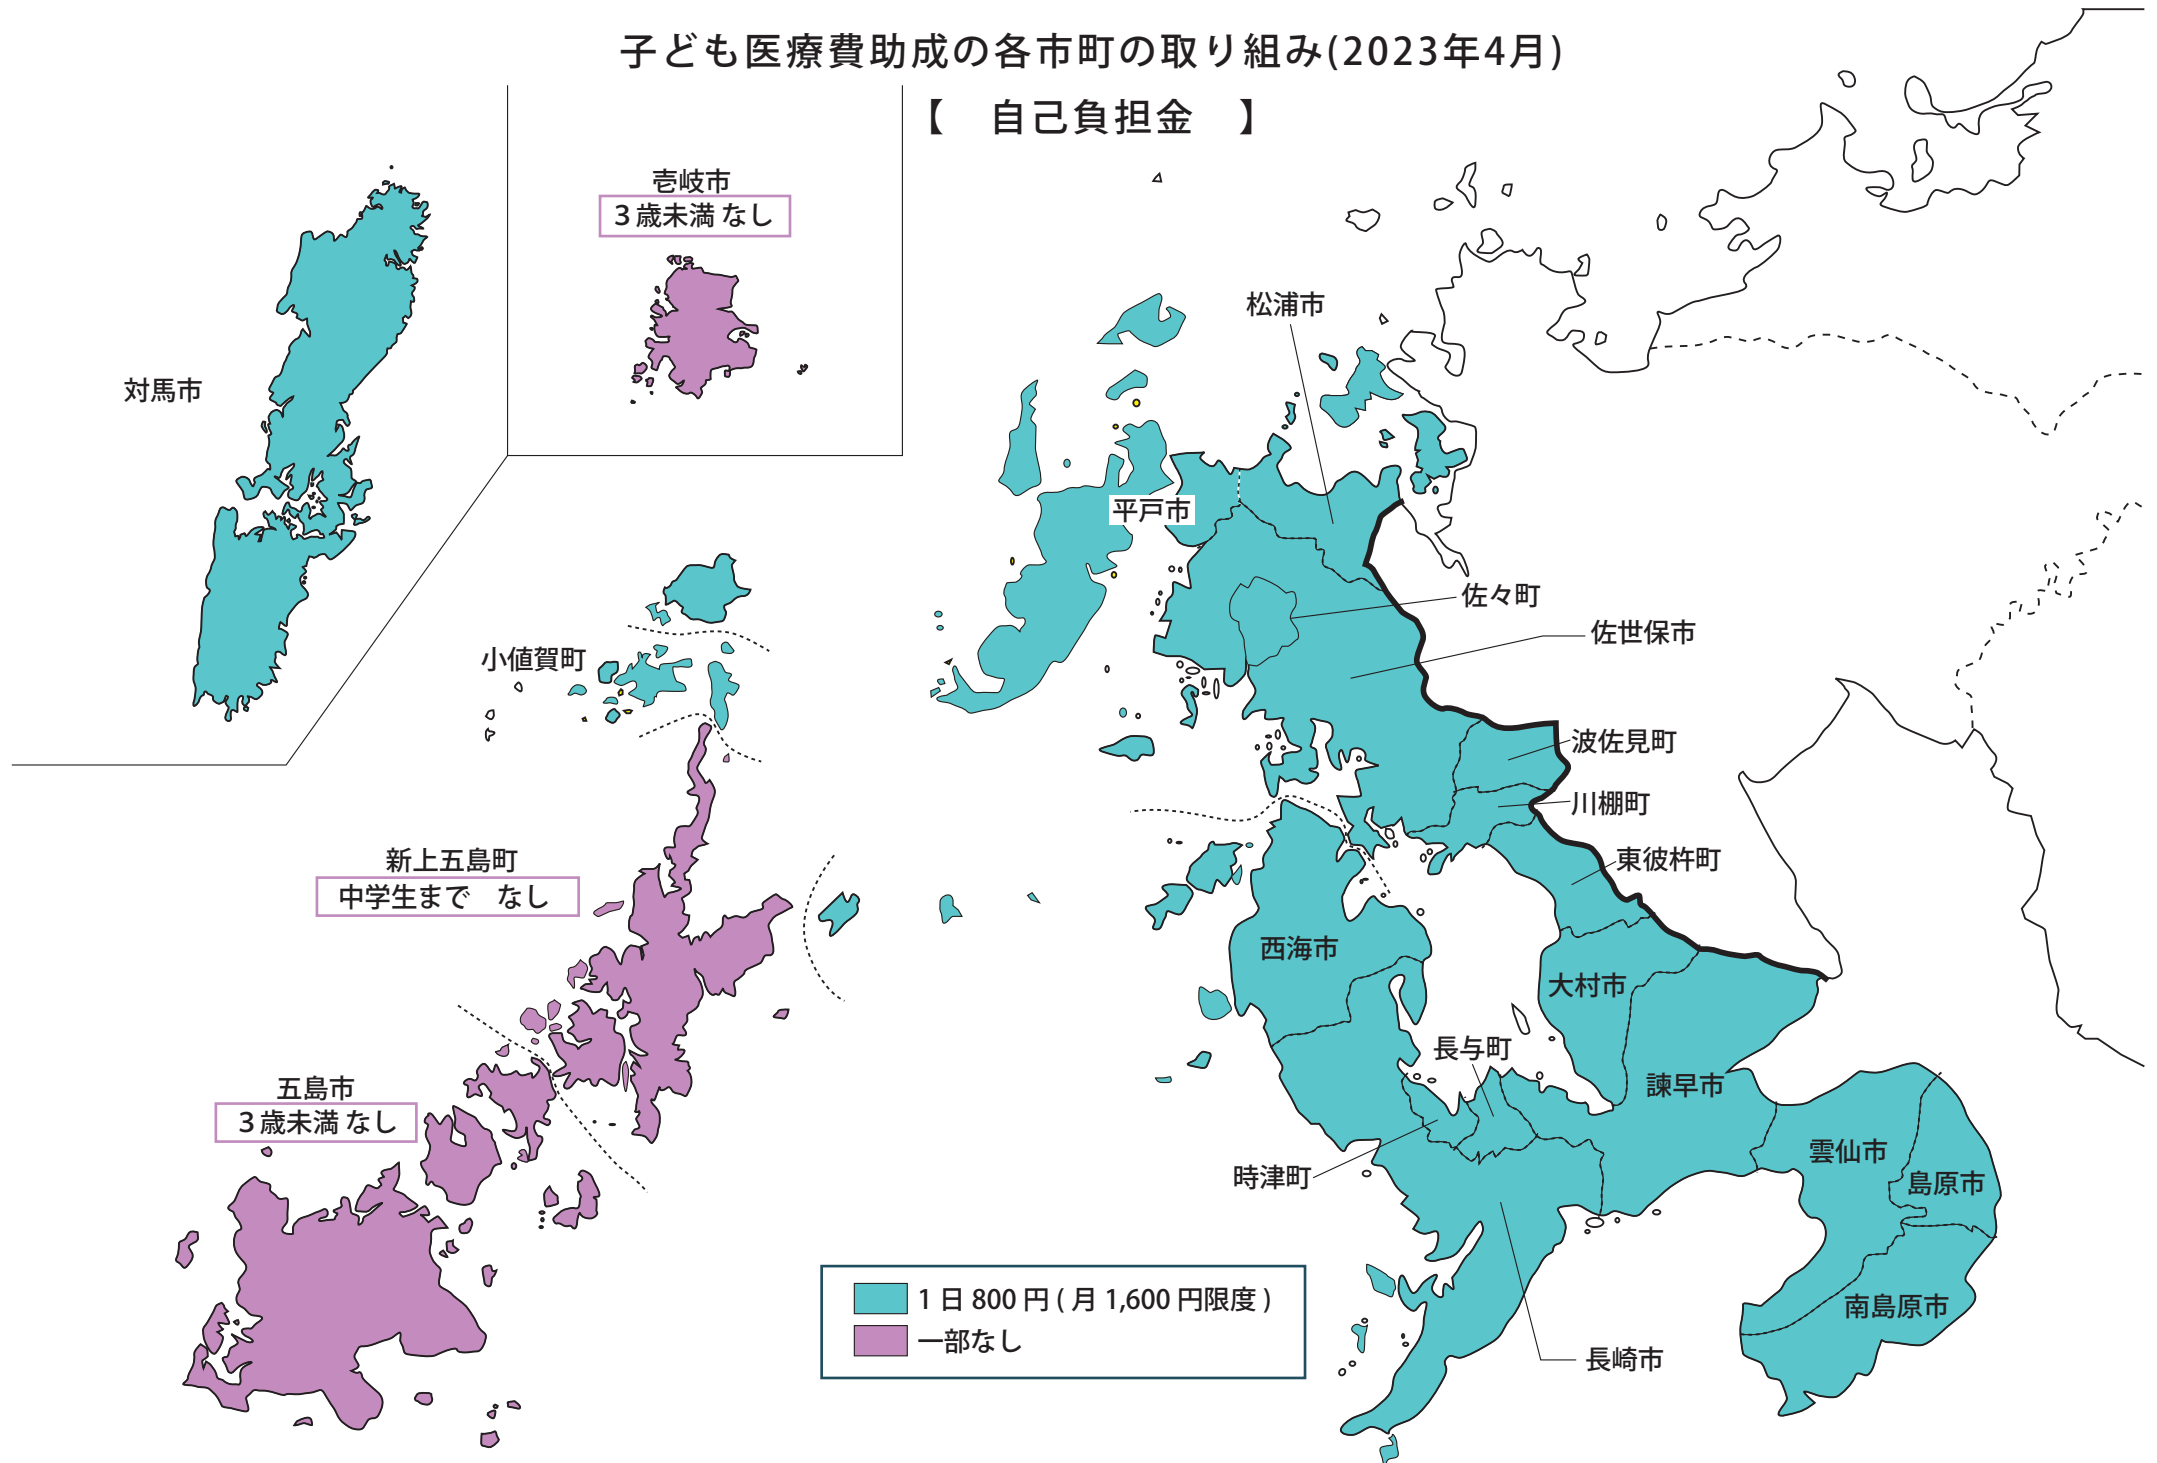 子ども医療費助成の各市町の取り組み(2023年4月)
【　自己負担金　】
壱岐市
３歳未満 なし
対馬市
松浦市
平戸市
佐々町
佐世保市
小値賀町
波佐見町
川棚町
東彼杵町
新上五島町
中学生まで　なし
西海市
大村市
長与町
諫早市
五島市
３歳未満 なし
雲仙市
時津町
島原市
1 日 800 円 ( 月 1,600 円限度 )
一部なし
南島原市
長崎市